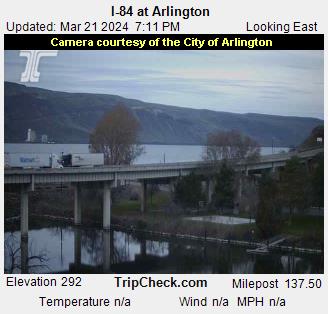 I-84 at Arlington
Updated: Mar 21 2024 7:11 PM Looking East
Camera courtesy of the City of Arlington
Walmart
Elevation 292 TripCheck.com Milepost 137.50
Temperature n/a Wind n/a MPH n/a